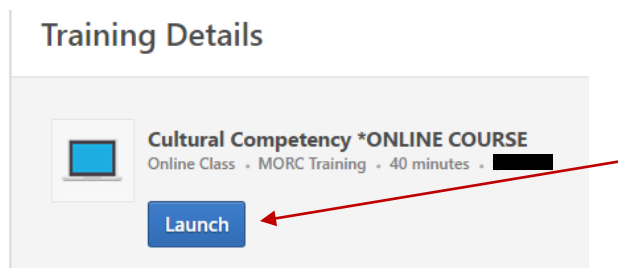 Training Details
Cultural Competency *ONLINE COURSE
Online Class • MORC Training • 40 minutes •
Launch